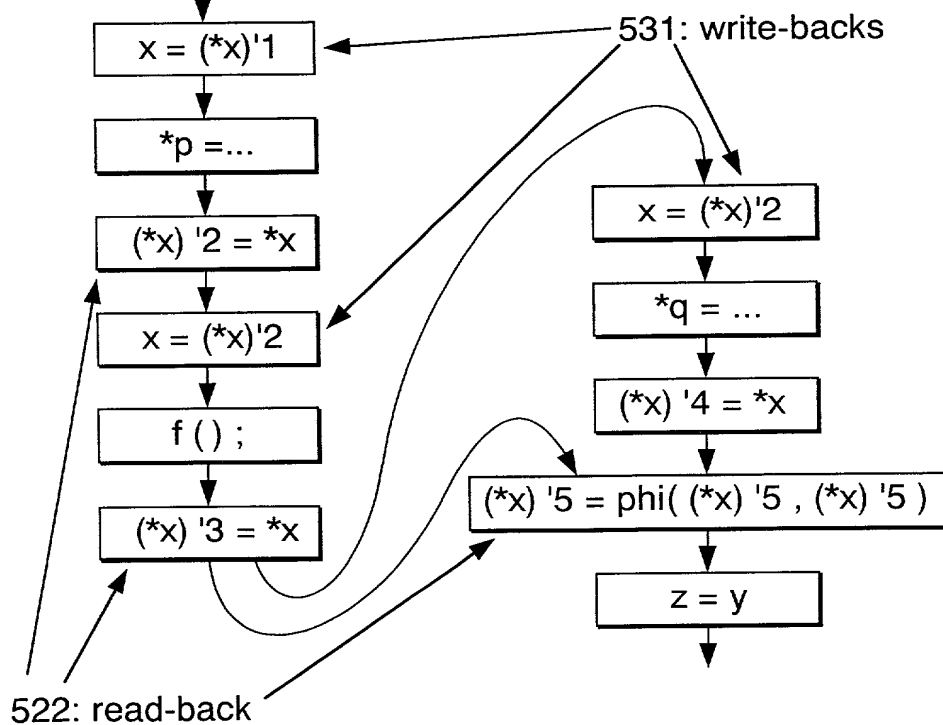 531: write-backs
x = (*x)'1
*p =...
(*x) '2 = *x
x = (*x)'2
f ( ) ;
(*x) '3 = *x
x = (*x)'2
*q = ...
(*x) '4 = *x
(*x) '5 = phi( (*x) '5 , (*x) '5 )
z = y
522: read-back